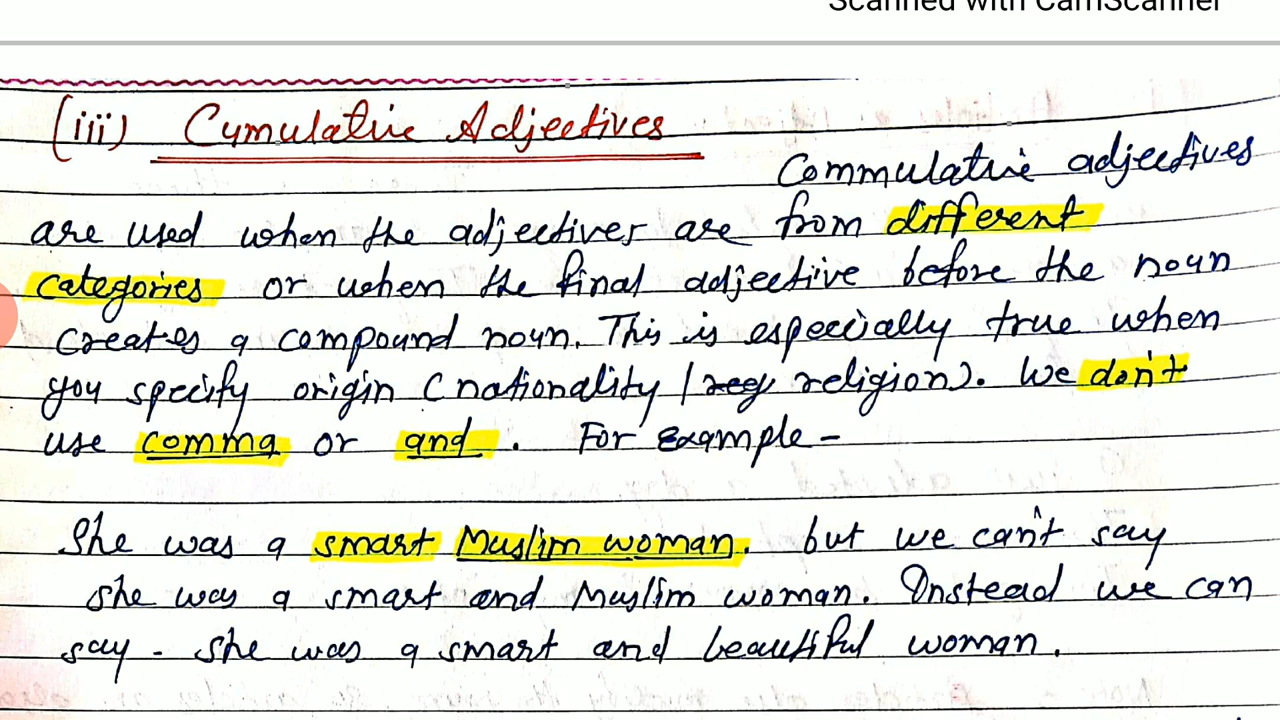 Scanned with CamScanner
(iii) Cumulative Adjectives
Commulative adjectives
are used when the adjectives are from different
categories or when the final adjective before the noun
creates a compound noun. This is especially true when
you specify origin (nationality / reg religion). We don't
use comma or and. For Example -
She was a smart Muslim woman. but we can't say
she was a smart and Muslim woman. Instead we can
say - she was a smart and beautiful woman.